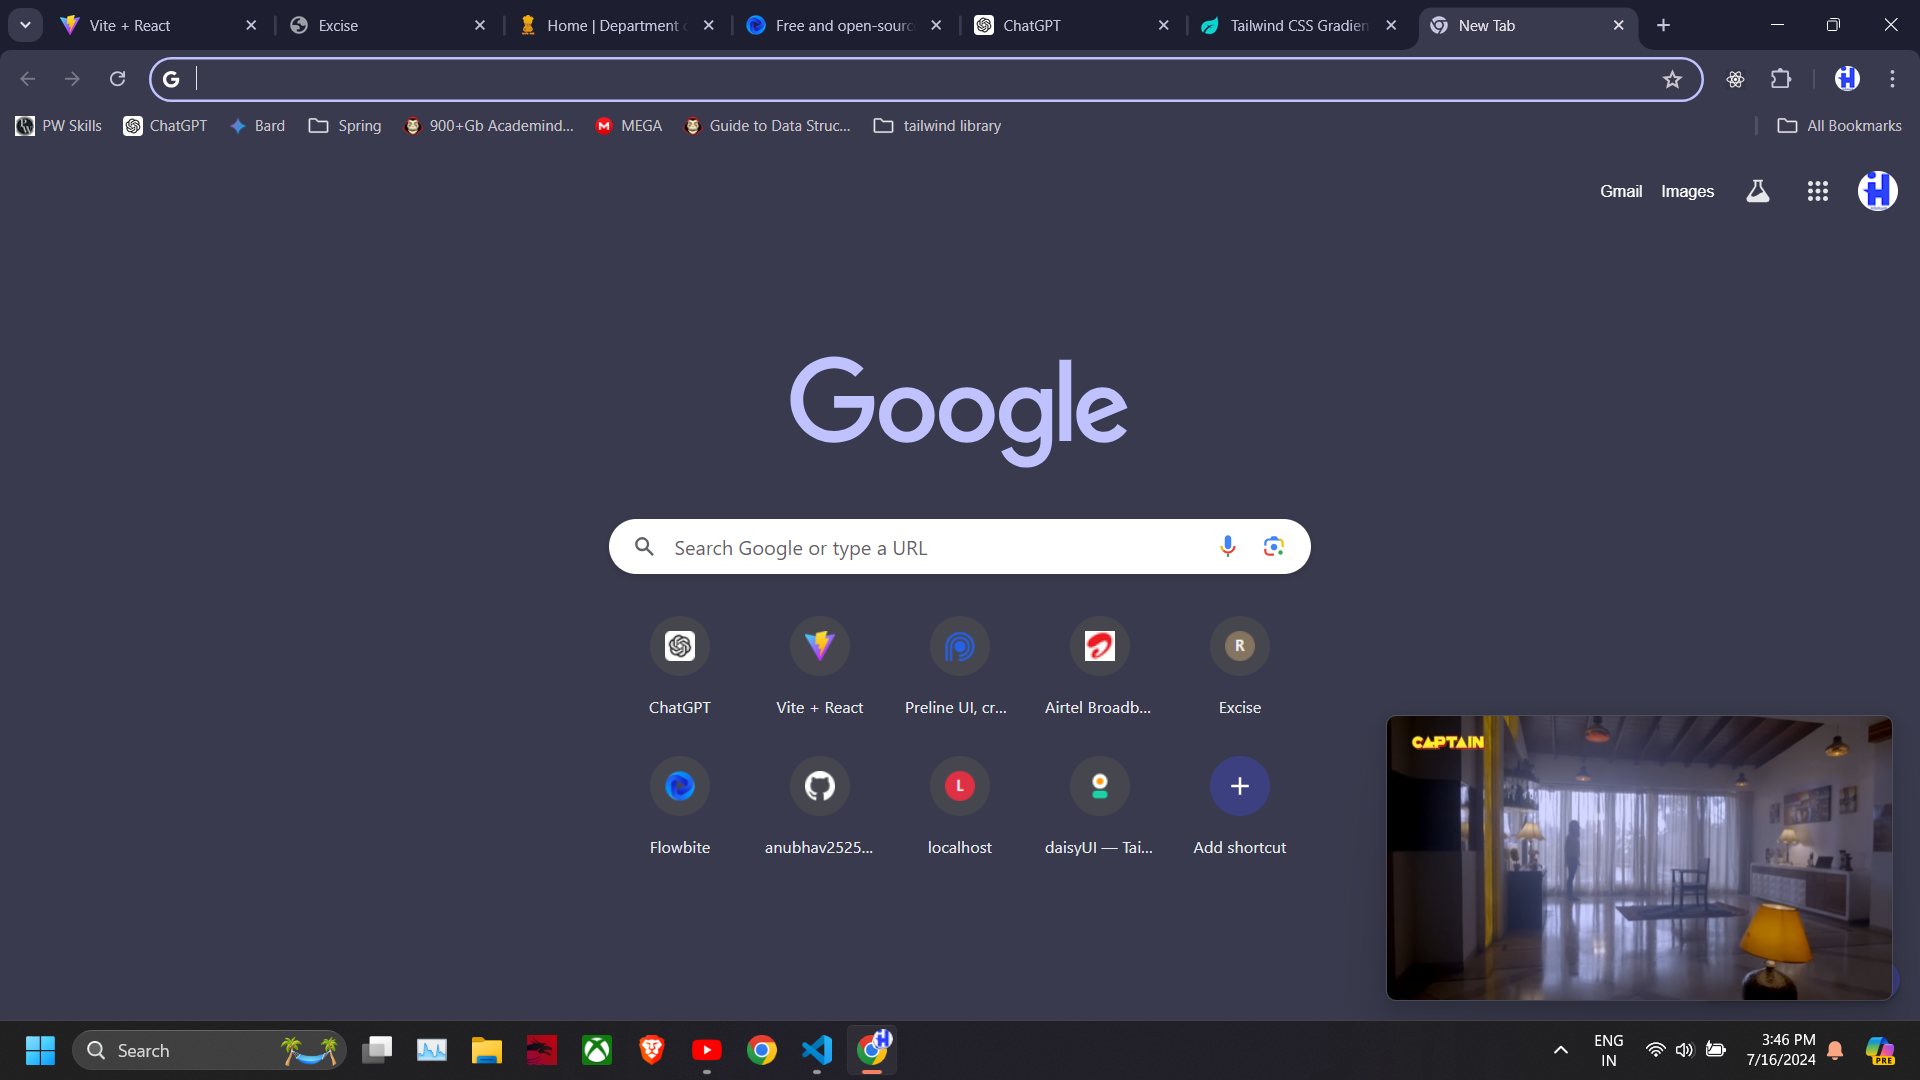 Vite + React
Excise
Home | Department
Free and open-sourc
ChatGPT
Tailwind CSS Gradien
New Tab
PW Skills
ChatGPT
Bard
Spring
900+Gb Academind...
MEGA
Guide to Data Struc...
tailwind library
All Bookmarks
Gmail
Images
Google
Search Google or type a URL
ChatGPT
Vite + React
Preline UI, cr...
Airtel Broadb...
R
Excise
Flowbite
anubhav2525...
L
localhost
daisyUI — Tai...
Add shortcut
CAPTAIN
Search
ENG
IN
3:46 PM
7/16/2024
PRE